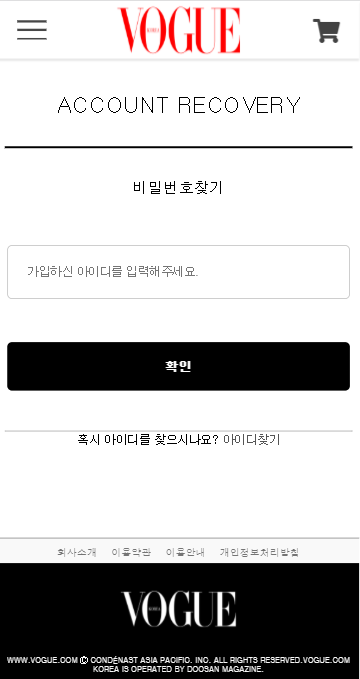 VOGUE
KOREA
ACCOUNT RECOVERY
비밀번호찾기
가입하신 아이디를 입력해주세요.
확인
혹시 아이디를 찾으시나요? 아이디찾기
회사소개 이용약관 이용안내 개인정보처리방침
VOGUE
KOREA
WWW.VOGUE.COM © CONDÉNAST ASIA PACIFIC. INC. ALL RIGHTS RESERVED.VOGUE.COM
KOREA IS OPERATED BY DOOSAN MAGAZINE.